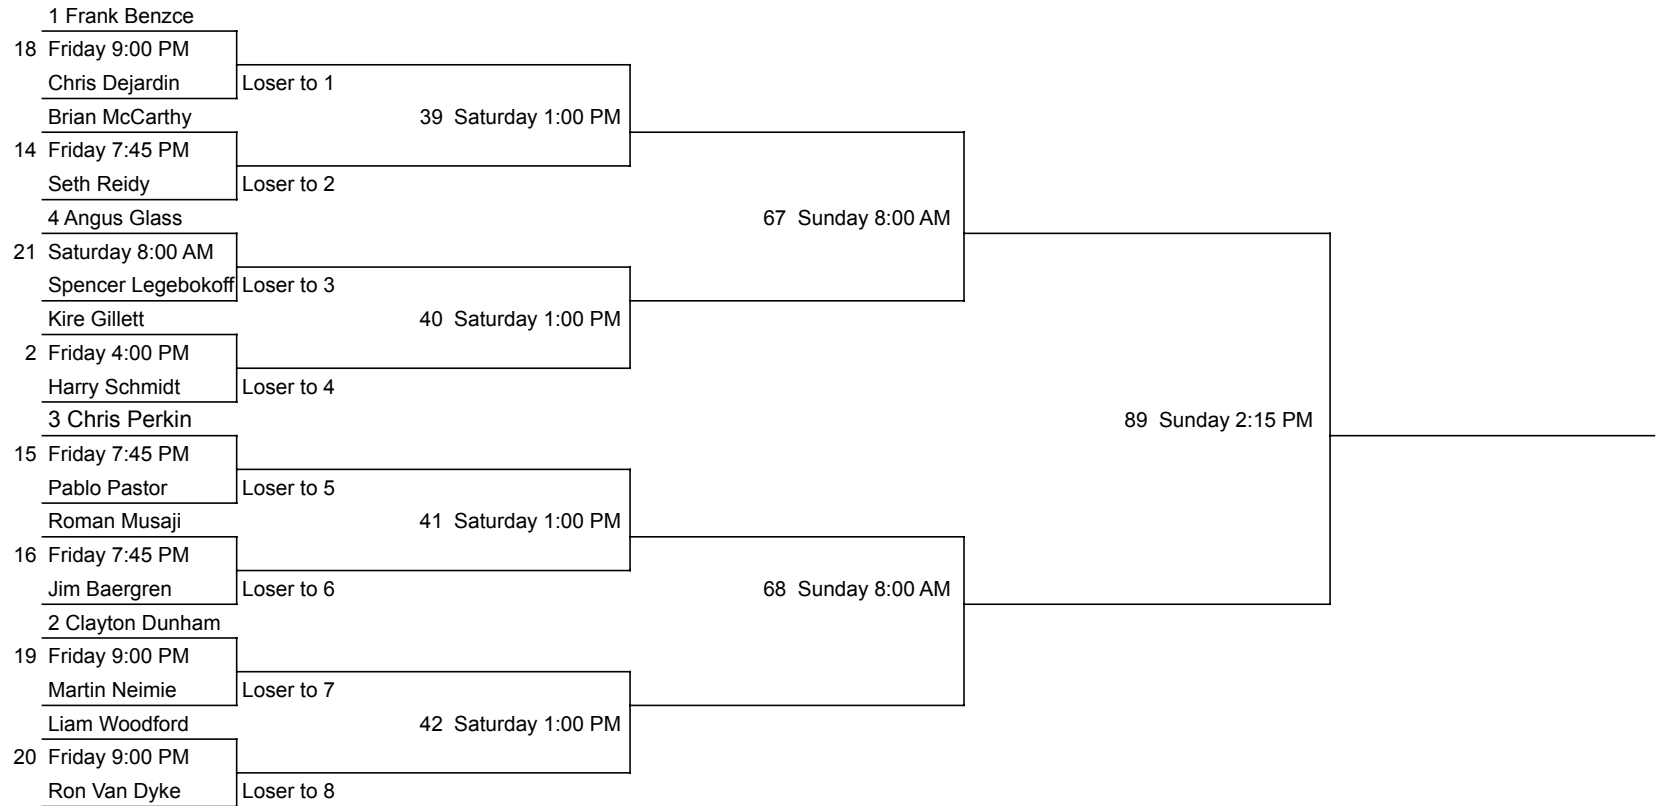 1 Frank Benzce
18 Friday 9:00 PM
Chris Dejardin Loser to 1
Brian McCarthy 39 Saturday 1:00 PM
14 Friday 7:45 PM
Seth Reidy Loser to 2
4 Angus Glass 67 Sunday 8:00 AM
21 Saturday 8:00 AM
Spencer Legebokoff Loser to 3
Kire Gillett 40 Saturday 1:00 PM
2 Friday 4:00 PM
Harry Schmidt Loser to 4
3 Chris Perkin 89 Sunday 2:15 PM
15 Friday 7:45 PM
Pablo Pastor Loser to 5
Roman Musaji 41 Saturday 1:00 PM
16 Friday 7:45 PM
Jim Baergren Loser to 6 68 Sunday 8:00 AM
2 Clayton Dunham
19 Friday 9:00 PM
Martin Neimie Loser to 7
Liam Woodford 42 Saturday 1:00 PM
20 Friday 9:00 PM
Ron Van Dyke Loser to 8